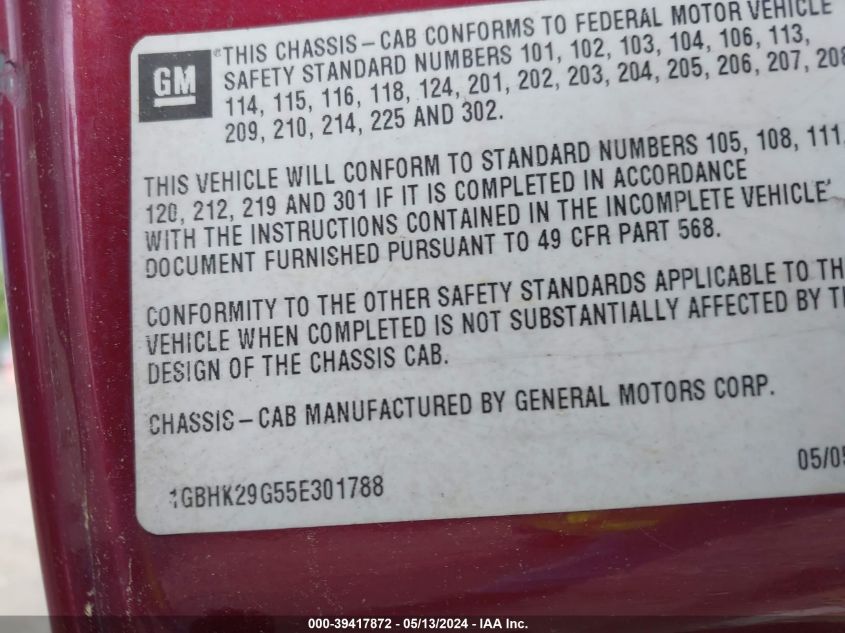 GM
®THIS CHASSIS-CAB CONFORMS TO FEDERAL MOTOR VEHICLE
SAFETY STANDARD NUMBERS 101, 102, 103, 104, 106, 113,
114, 115, 116, 118, 124, 201, 202, 203, 204, 205, 206, 207, 208
209, 210, 214, 225 AND 302.
THIS VEHICLE WILL CONFORM TO STANDARD NUMBERS 105, 108, 111,
120, 212, 219 AND 301 IF IT IS COMPLETED IN ACCORDANCE
WITH THE INSTRUCTIONS CONTAINED IN THE INCOMPLETE VEHICLE
DOCUMENT FURNISHED PURSUANT TO 49 CFR PART 568.
CONFORMITY TO THE OTHER SAFETY STANDARDS APPLICABLE TO TH
VEHICLE WHEN COMPLETED IS NOT SUBSTANTIALLY AFFECTED BY T
DESIGN OF THE CHASSIS CAB.
CHASSIS-CAB MANUFACTURED BY GENERAL MOTORS CORP.
05/05
1GBHK29G55E301788
000-39417872 - 05/13/2024 - IAA Inc.